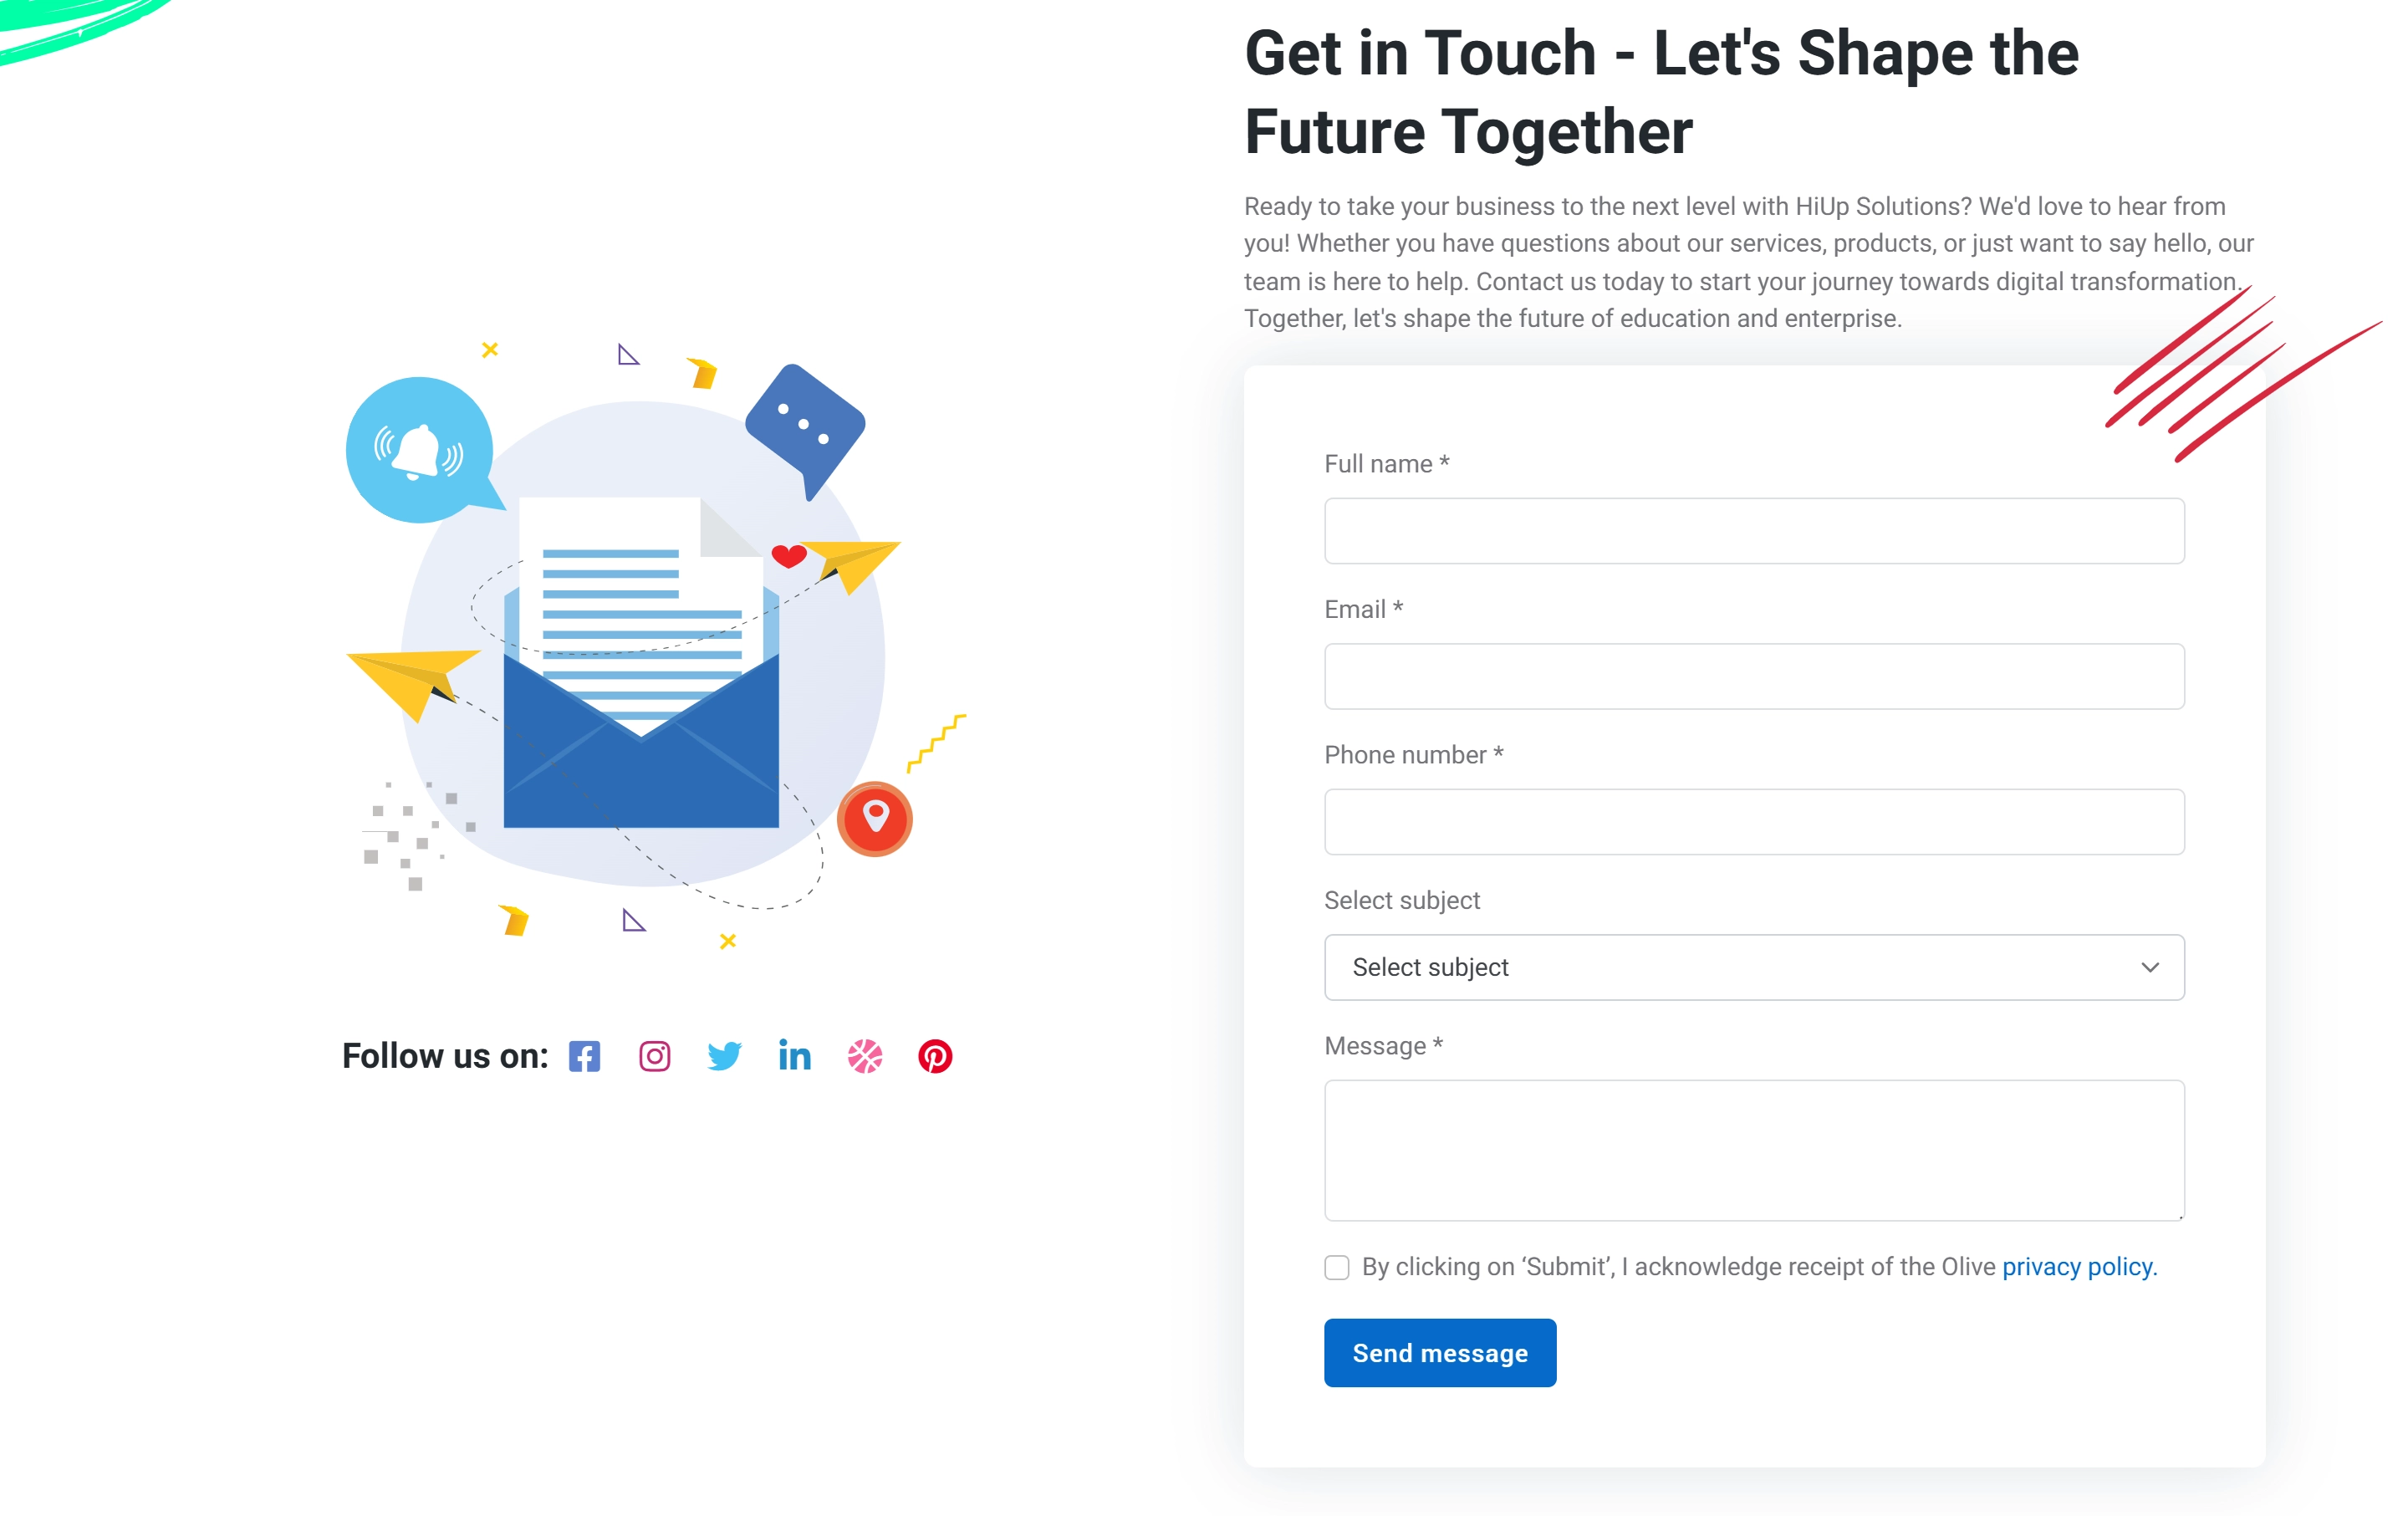 Get in Touch - Let's Shape the
Future Together
Ready to take your business to the next level with HiUp Solutions? We'd love to hear from
you! Whether you have questions about our services, products, or just want to say hello, our
team is here to help. Contact us today to start your journey towards digital transformation.
Together, let's shape the future of education and enterprise.
Full name *
Email *
Phone number *
Select subject
Select subject
Message *
By clicking on ‘Submit’, I acknowledge receipt of the Olive privacy policy.
Send message
Follow us on: